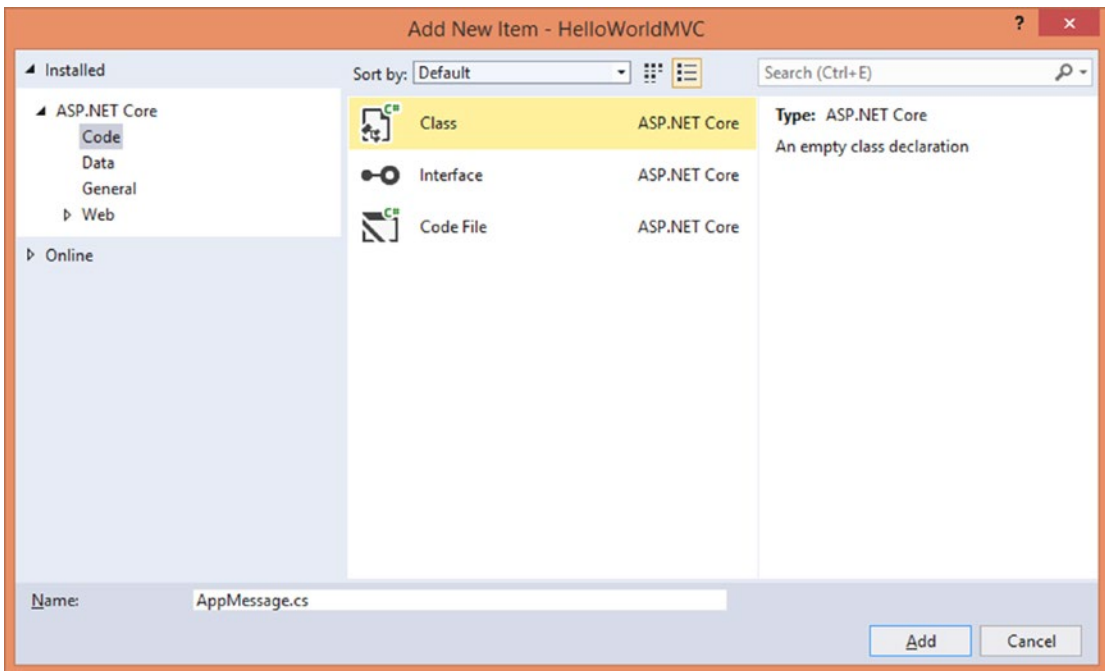 Add New Item - HelloWorldMVC ? ×
Installed
Sort by: Default
Search (Ctrl+E)
ASP.NET Core
Code
Data
General
Web
Online
C# Class ASP.NET Core
Interface ASP.NET Core
C# Code File ASP.NET Core
Type: ASP.NET Core
An empty class declaration
Name: AppMessage.cs
Add Cancel